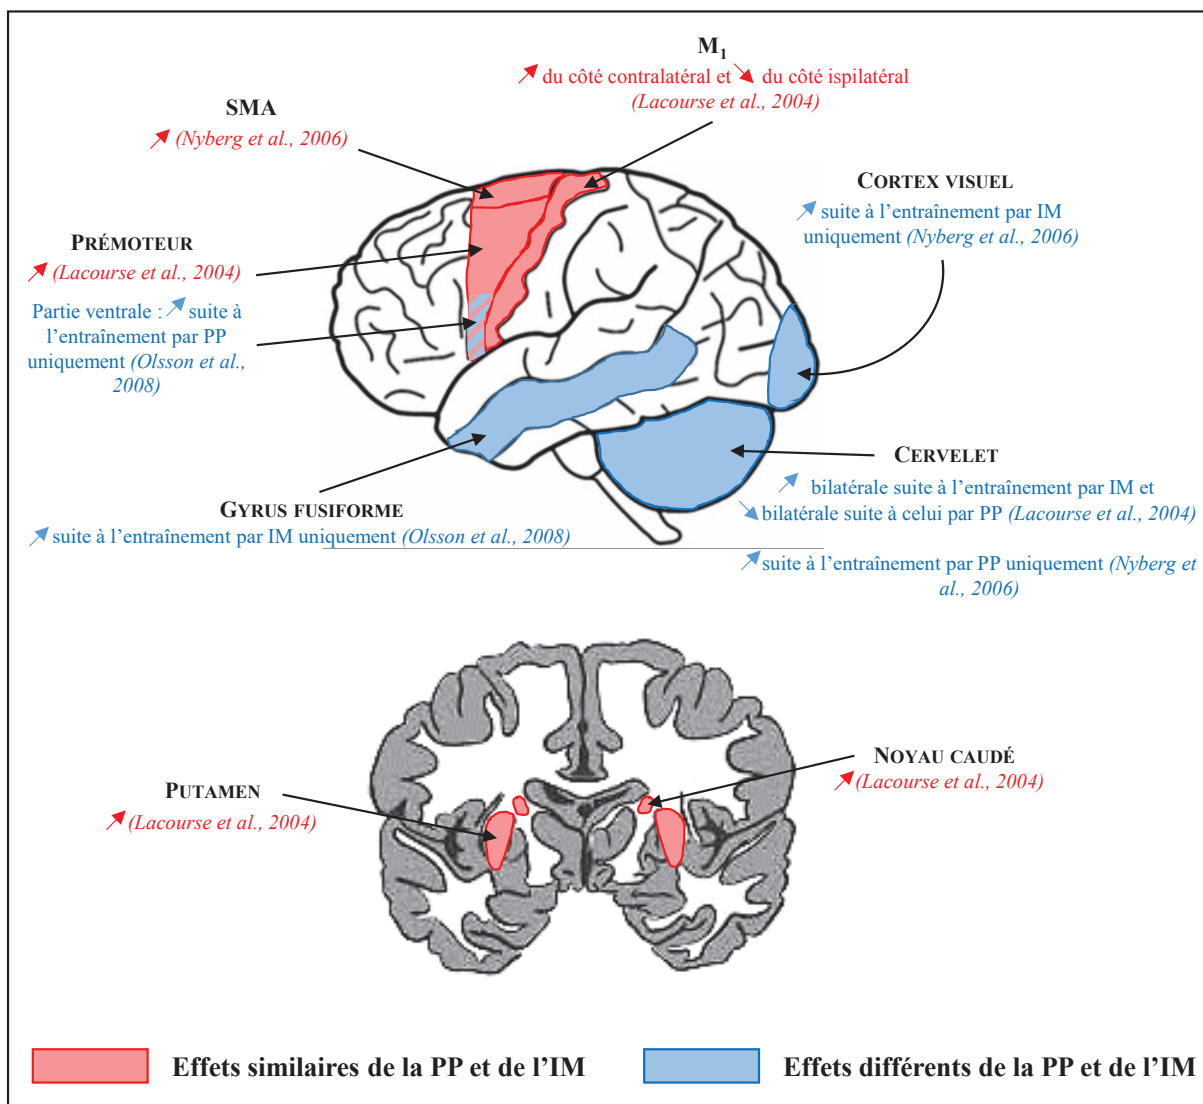 M1
↗ du côté contralatéral et ↘ du côté ispilatéral
(Lacourse et al., 2004)
SMA
↗ (Nyberg et al., 2006)
CORTEX VISUEL
↗ suite à l’entraînement par IM
uniquement (Nyberg et al., 2006)
PRÉMOTEUR
↗ (Lacourse et al., 2004)
Partie ventrale : ↗ suite à
l’entraînement par PP
uniquement (Olsson et al.,
2008)
CERVELET
↗ bilatérale suite à l’entraînement par IM et
↘ bilatérale suite à celui par PP (Lacourse et al., 2004)
GYRUS FUSIFORME
↗ suite à l’entraînement par IM uniquement (Olsson et al., 2008)
↗ suite à l’entraînement par PP uniquement (Nyberg et
al., 2006)
NOYAU CAUDÉ
↗ (Lacourse et al., 2004)
PUTAMEN
↗ (Lacourse et al., 2004)
Effets similaires de la PP et de l’IM
Effets différents de la PP et de l’IM